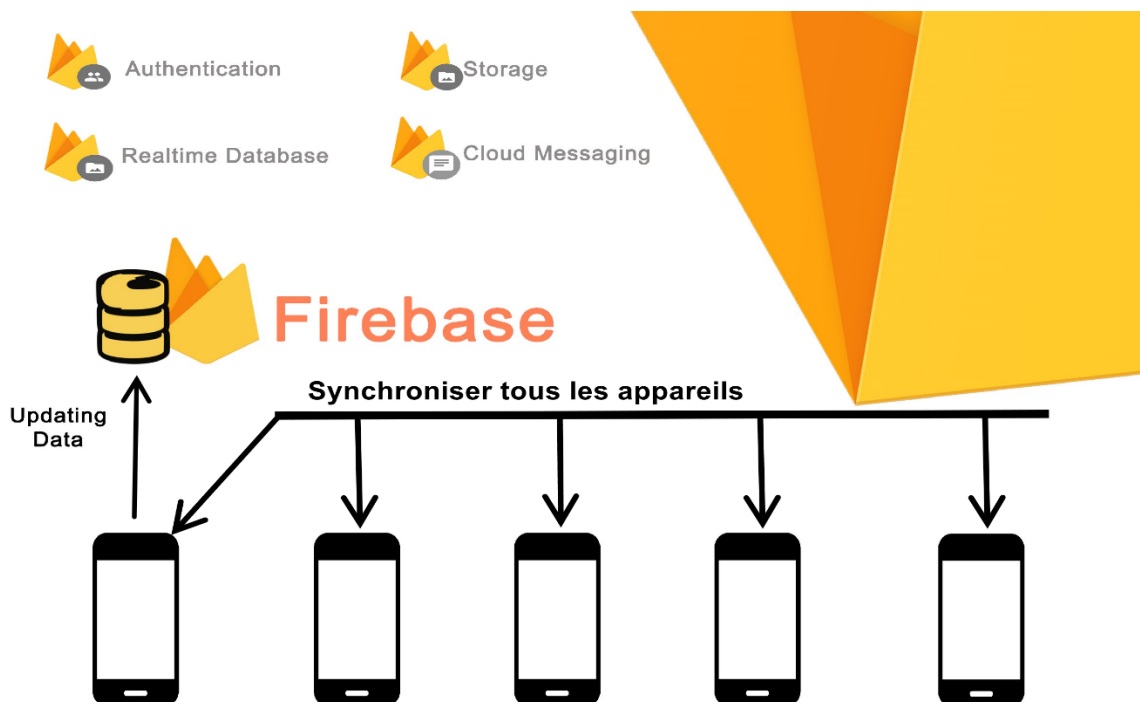 Authentication
Storage
Realtime Database
Cloud Messaging
Firebase
Synchroniser tous les appareils
Updating
Data